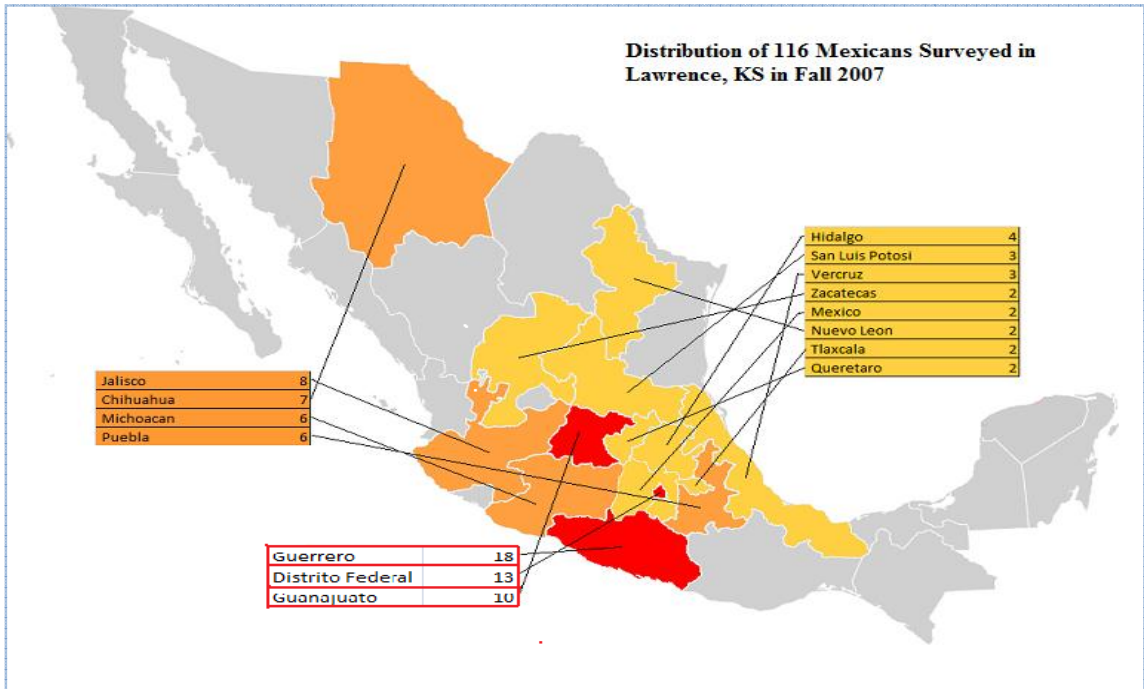 Distribution of 116 Mexicans Surveyed in
Lawrence, KS in Fall 2007
Hidalgo 4
San Luis Potosi 3
Vercruz 3
Zacatecas 2
Mexico 2
Nuevo Leon 2
Tlaxcala 2
Queretaro 2
Jalisco 8
Chihuahua 7
Michoacan 6
Puebla 6
Guerrero 18
Distrito Federal 13
Guanajuato 10